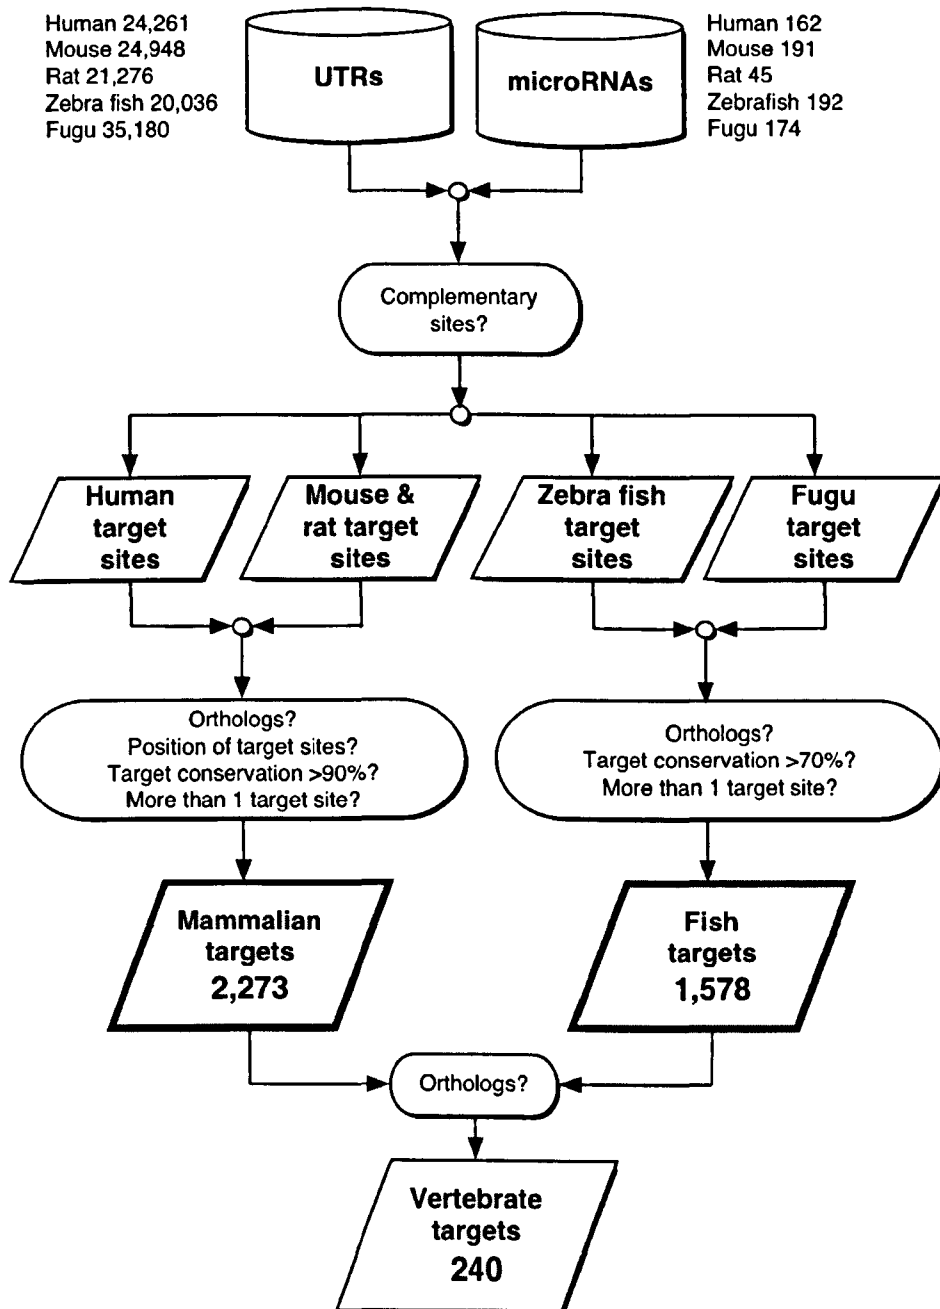 Human 24,261
Mouse 24,948
Rat 21,276
Zebra fish 20,036
Fugu 35,180
UTRs
microRNAs
Human 162
Mouse 191
Rat 45
Zebrafish 192
Fugu 174
Complementary
sites?
Human
target
sites
Mouse &
rat target
sites
Zebra fish
target
sites
Fugu
target
sites
Orthologs?
Position of target sites?
Target conservation >90%?
More than 1 target site?
Orthologs?
Target conservation >70%?
More than 1 target site?
Mammalian
targets
2,273
Fish
targets
1,578
Orthologs?
Vertebrate
targets
240